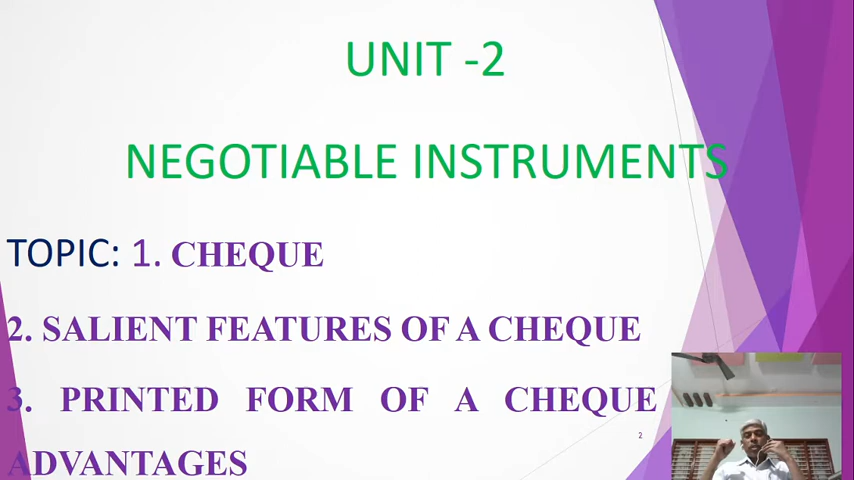 UNIT -2
NEGOTIABLE INSTRUMENTS
TOPIC: 1. CHEQUE
2. SALIENT FEATURES OF A CHEQUE
3. PRINTED FORM OF A CHEQUE
ADVANTAGES
2